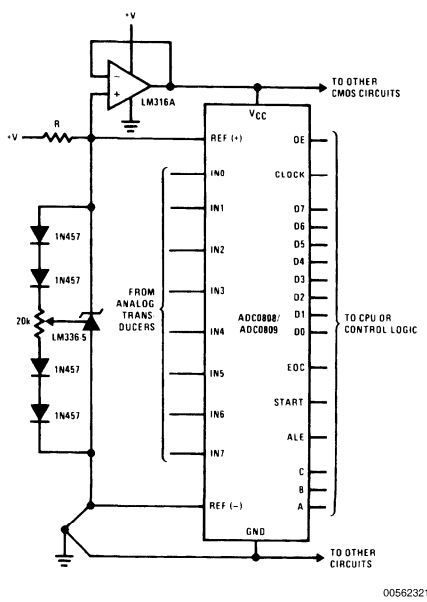 +V
LM316A
TO OTHER
CMOS CIRCUITS
R
+V
VCC
REF (+)
OE
IN0
CLOCK
IN1
D7
D6
IN2
D5
D4
1N457
1N457
20k
LM336·5
1N457
1N457
FROM
ANALOG
TRANS
DUCERS
IN3
D3
D2
ADC0808/
ADC0809
D1
D0
TO CPU OR
CONTROL LOGIC
IN4
IN5
EOC
IN6
START
ALE
IN7
C
B
A
REF (−)
GND
TO OTHER
CIRCUITS
00562321